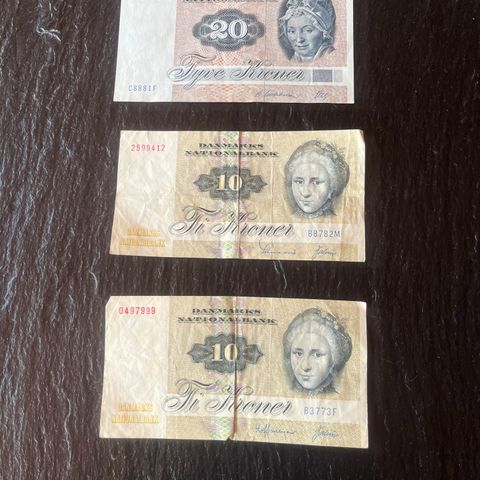 20
Tyve Kroner
C8881F
2599412
DANMARKS
NATIONALBANK
10
Ti Kroner
B8782M
DANMARKS
NATIONALBANK
0497999
DANMARKS
NATIONALBANK
10
Ti Kroner
B3773F
DANMARKS
NATIONALBANK